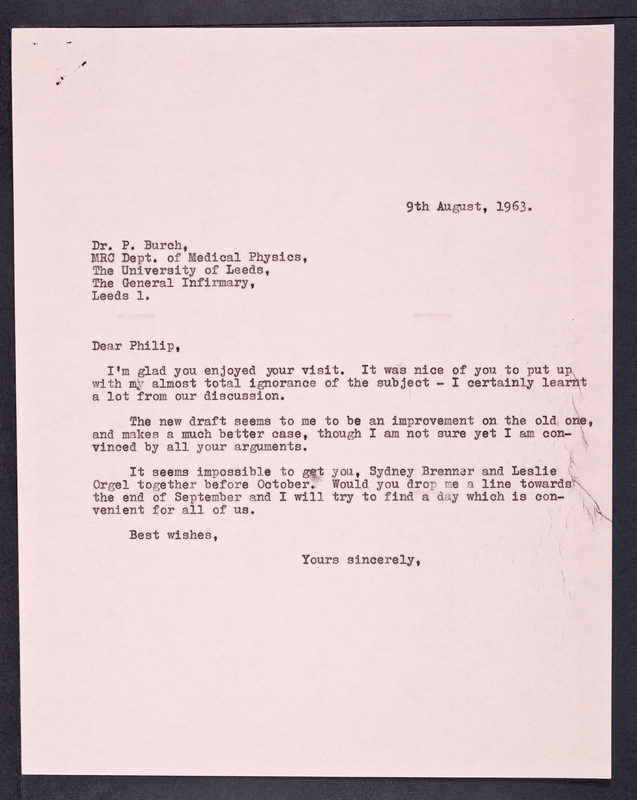 9th August, 1963.
Dr. P. Burch,
MRC Dept. of Medical Physics,
The University of Leeds,
The General Infirmary,
Leeds 1.
Dear Philip,
I'm glad you enjoyed your visit. It was nice of you to put up
with my almost total ignorance of the subject - I certainly learnt
a lot from our discussion.
The new draft seems to me to be an improvement on the old one,
and makes a much better case, though I am not sure yet I am con-
vinced by all your arguments.
It seems impossible to get you, Sydney Brenner and Leslie
Orgel together before October. Would you drop me a line towards
the end of September and I will try to find a day which is con-
venient for all of us.
Best wishes,
Yours sincerely,